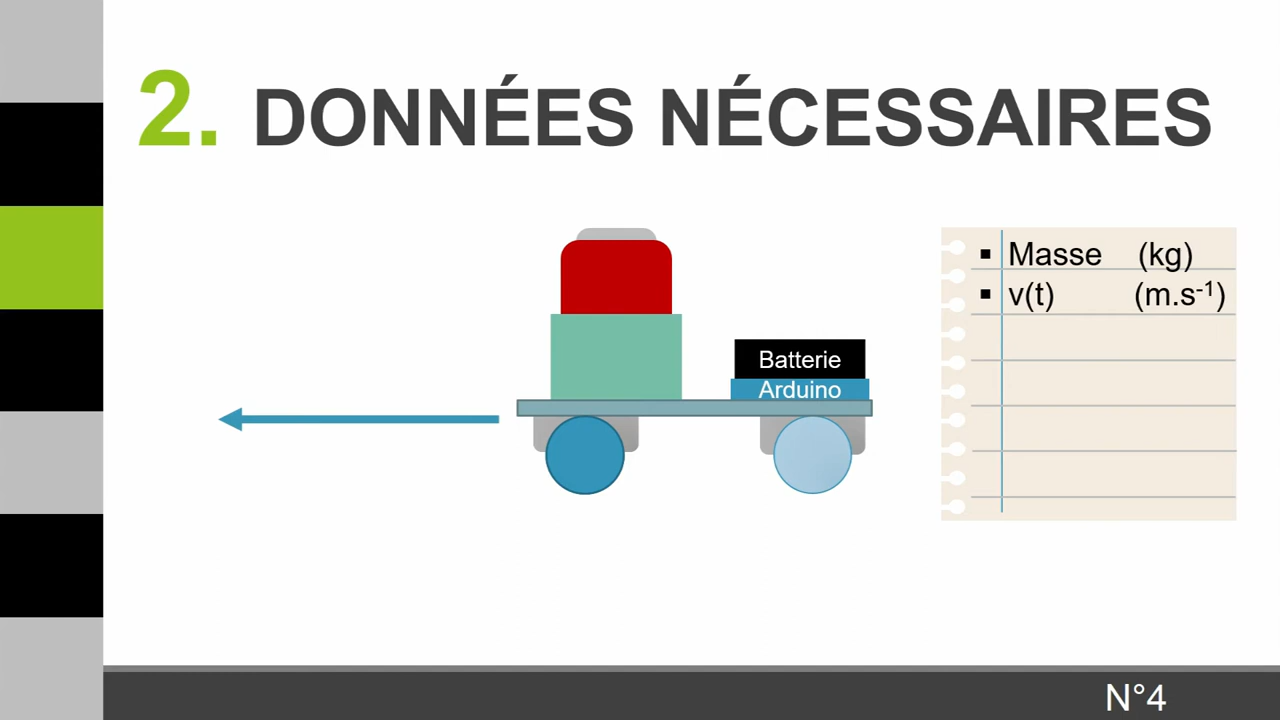 2. DONNÉES NÉCESSAIRES
▪ Masse (kg)
▪ v(t) (m.s⁻¹)
Batterie
Arduino
N°4